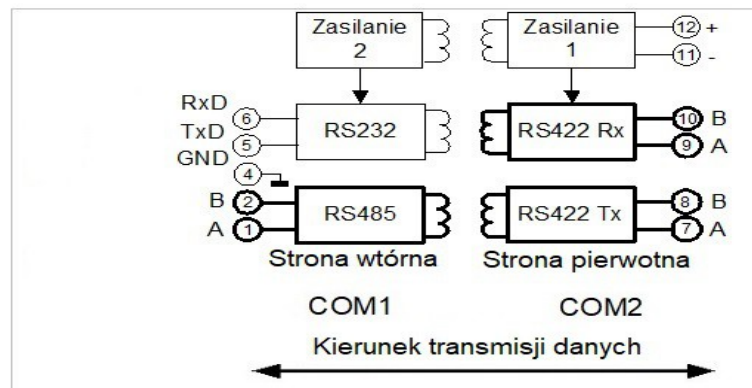 Zasilanie 2
Zasilanie 1
12 +
11 -
RxD
6
TxD
5
GND
4
RS232
RS422 Rx
10 B
9 A
B 2
A 1
RS485
RS422 Tx
8 B
7 A
Strona wtórna
Strona pierwotna
COM1
COM2
Kierunek transmisji danych